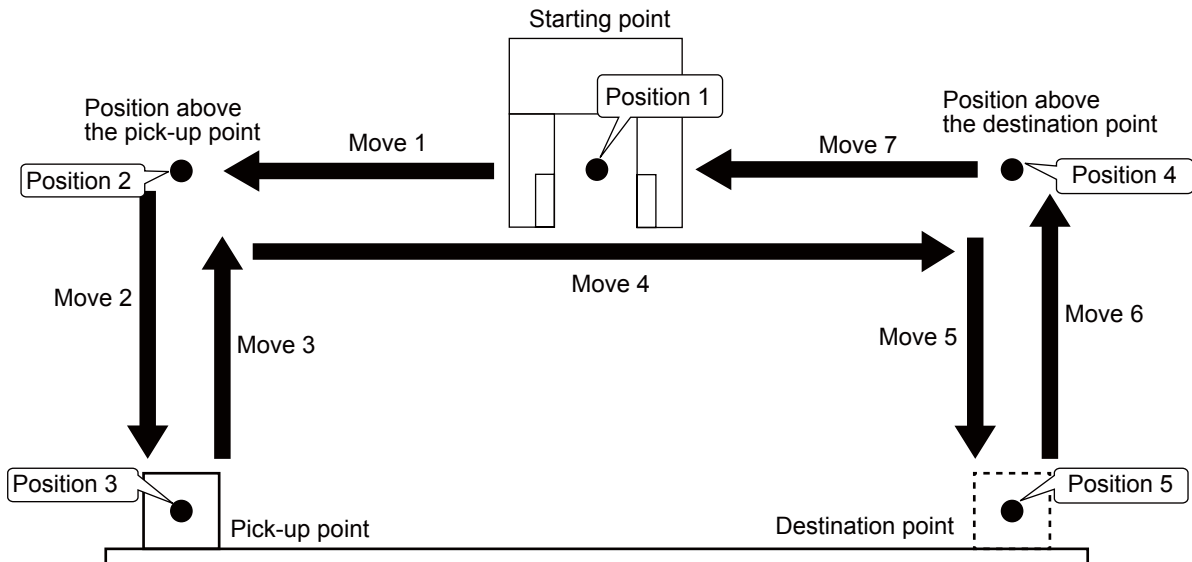 Starting point
Position 1
Position above
the pick-up point
Position above
the destination point
Move 1
Move 7
Position 2
Position 4
Move 2
Move 4
Move 6
Move 3
Move 5
Position 3
Position 5
Pick-up point
Destination point